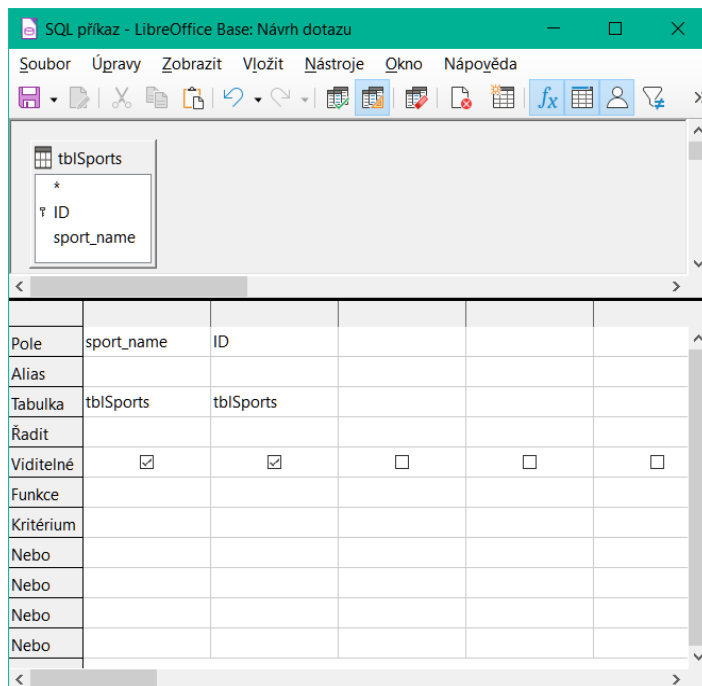 SQL příkaz - LibreOffice Base: Návrh dotazu
Soubor Úpravy Zobrazit Vložit Nástroje Okno Nápověda
tblSports
*
ID
sport_name
Pole sport_name ID
Alias
Tabulka tblSports tblSports
Řadit
Viditelné
Funkce
Kritérium
Nebo
Nebo
Nebo
Nebo